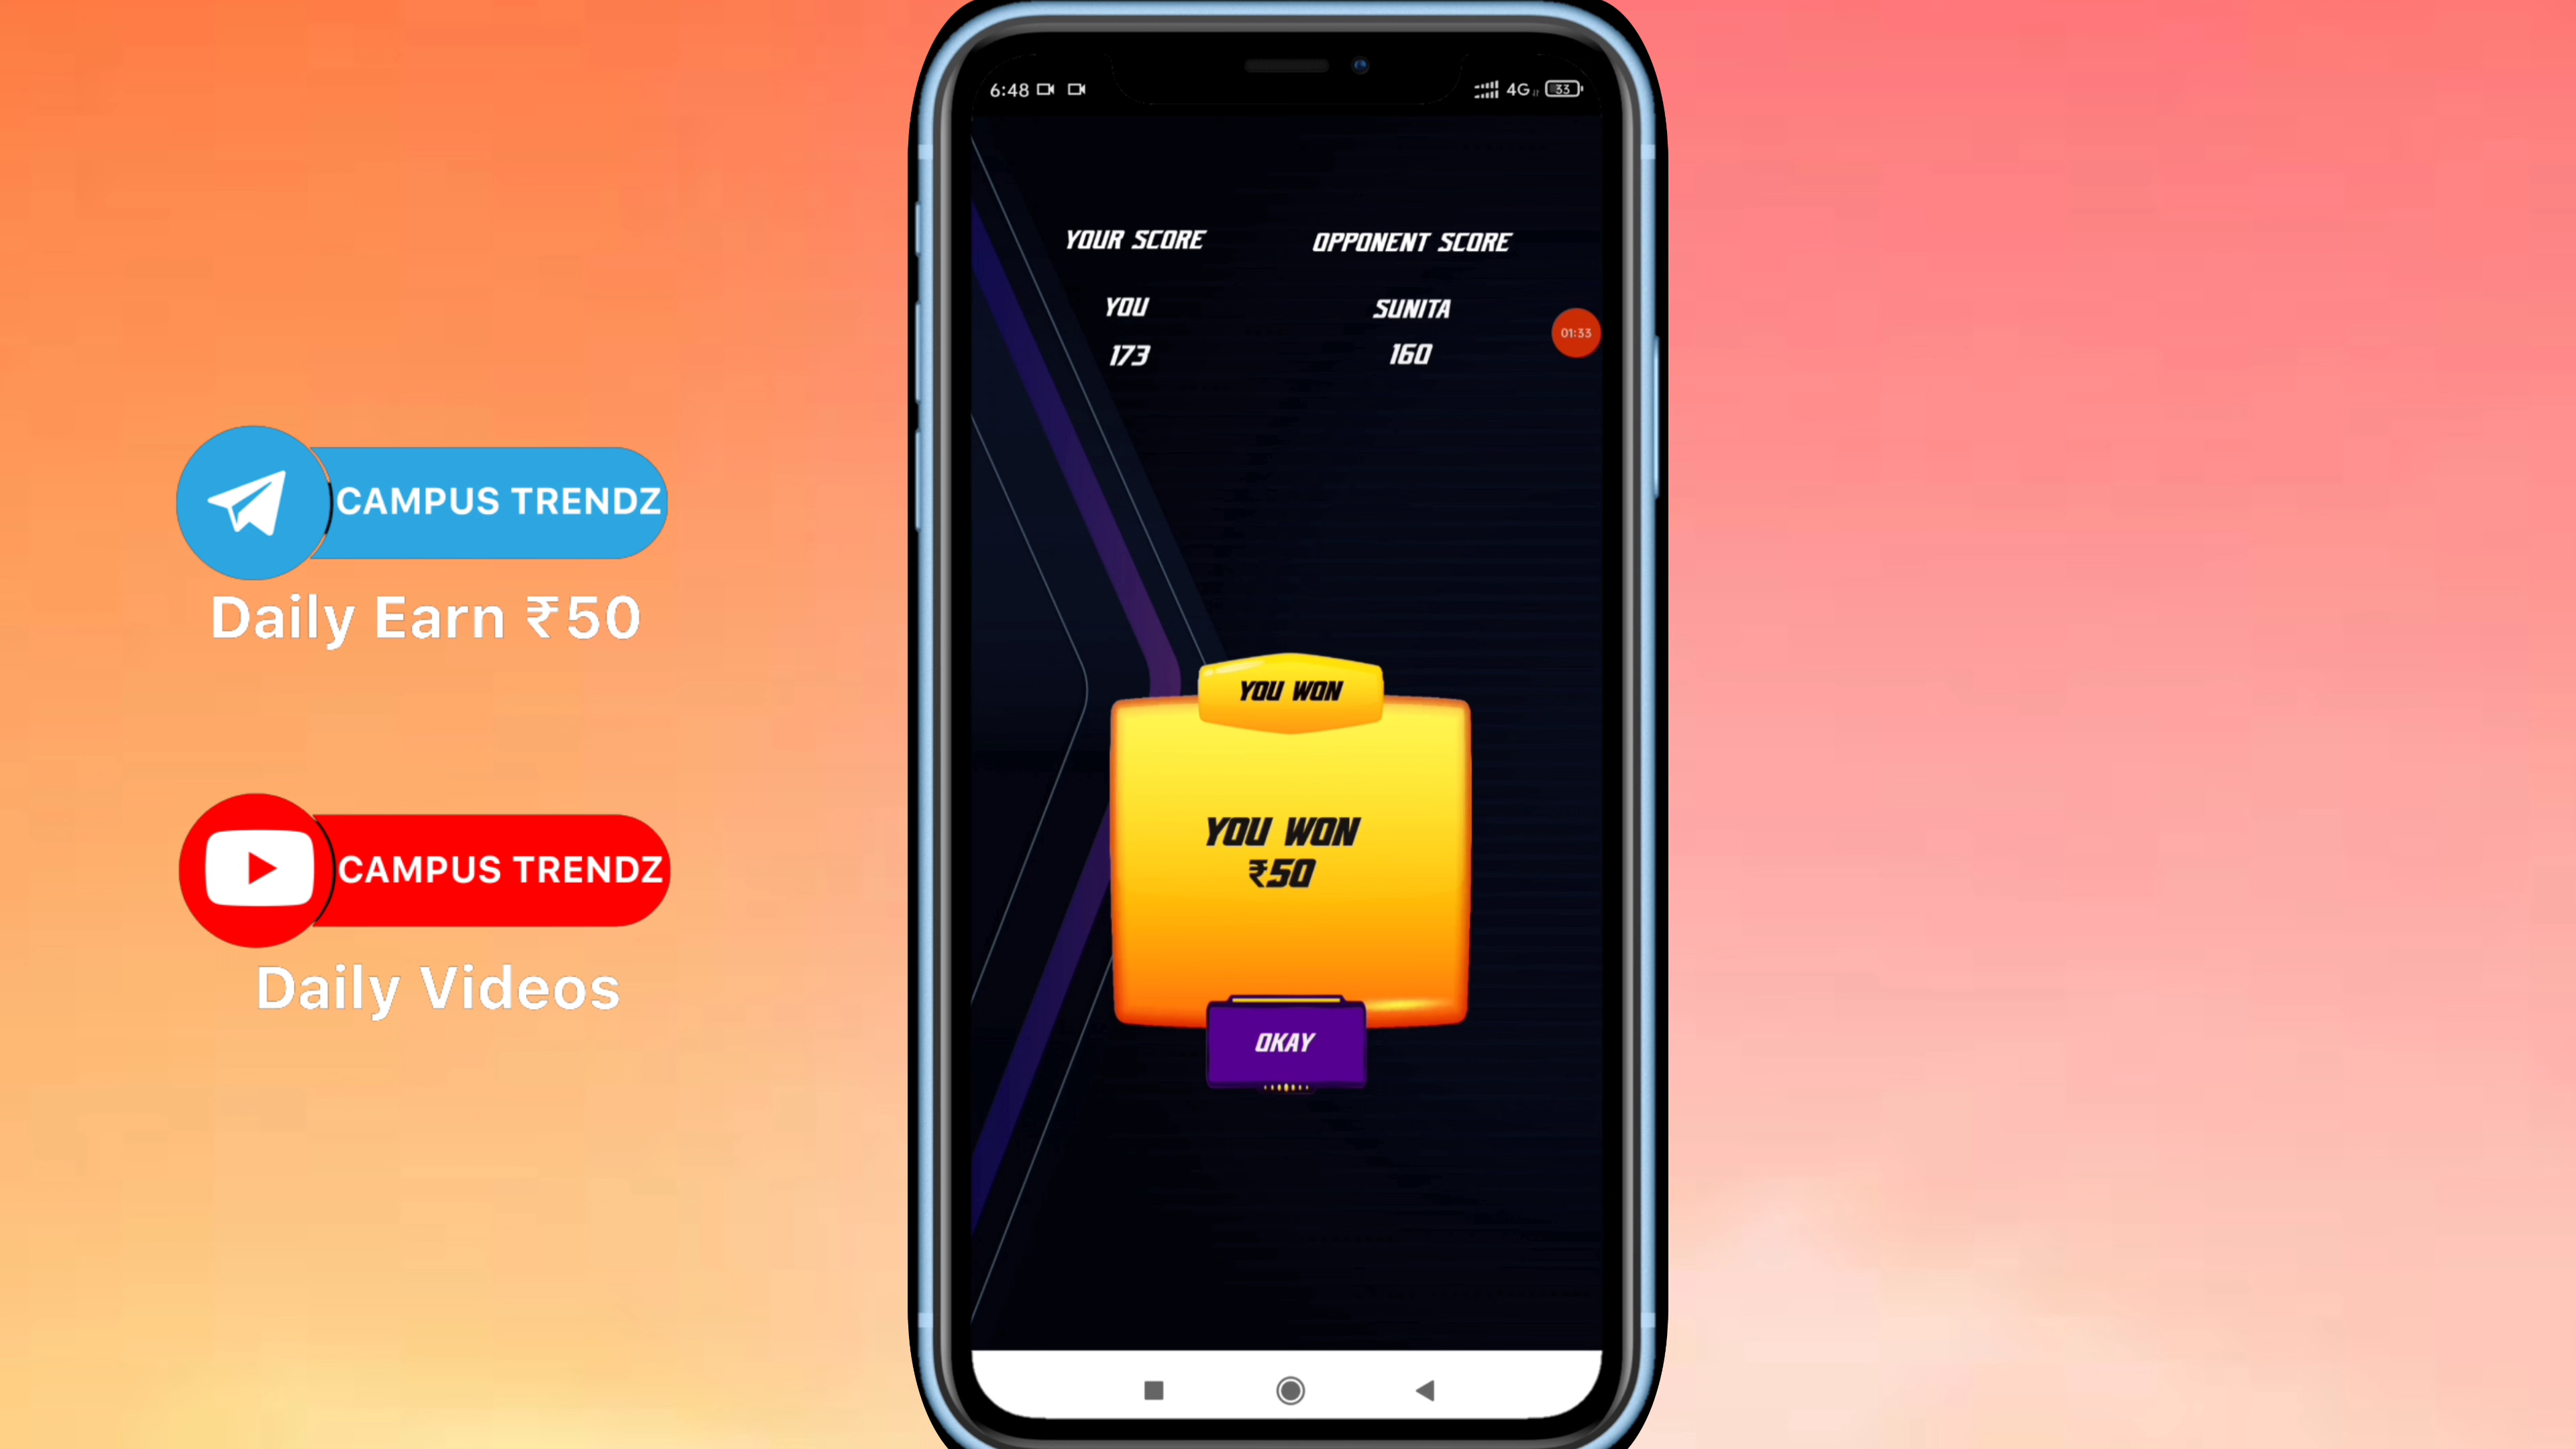 CAMPUS TRENDZ
Daily Earn ₹50
CAMPUS TRENDZ
Daily Videos
6:48
4G 33
YOUR SCORE
OPPONENT SCORE
YOU
SUNITA
173
160
01:33
YOU WON
YOU WON
₹50
OKAY